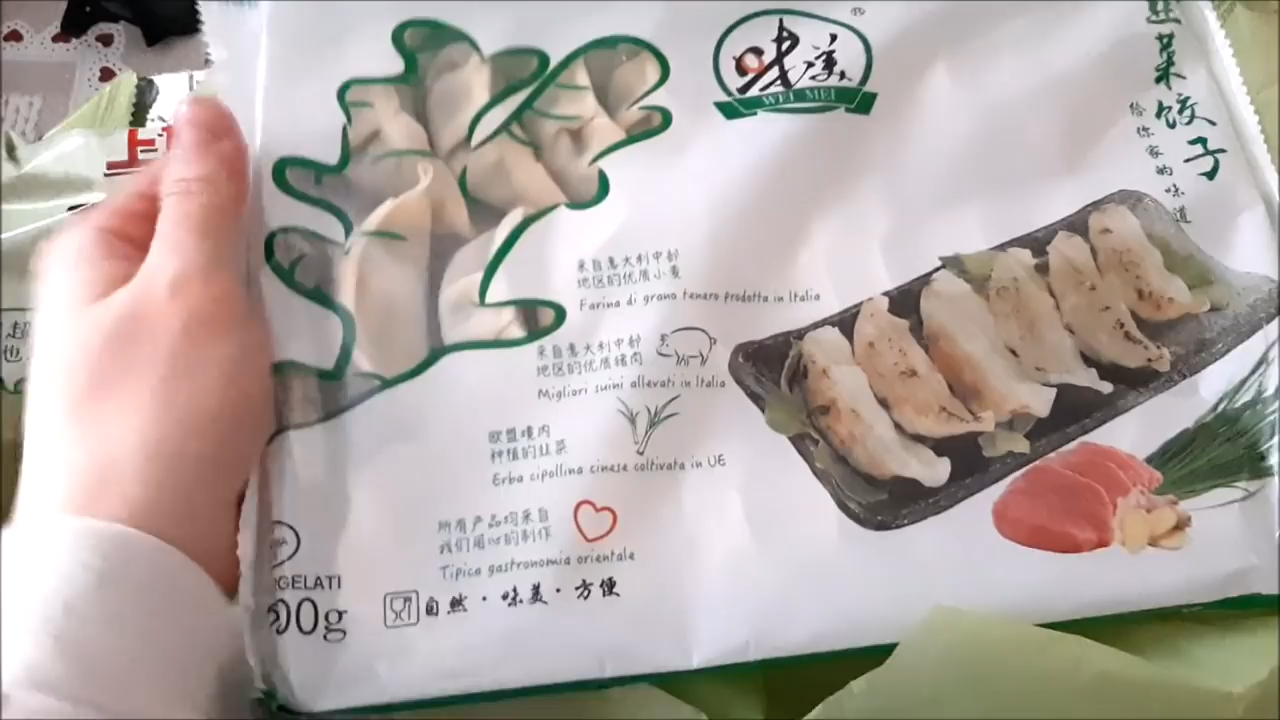 味美
WEI MEI
韭菜饺子
给你家的味道
来自意大利中部
地区的优质小麦
Farina di grano tenero prodotta in Italia
来自意大利中部
地区的优质猪肉
Migliori suini allevati in Italia
欧盟境内
种植的韭菜
Erba cipollina cinese coltivata in UE
所有产品均来自
我们用心的制作
Tipica gastronomia orientale
自然·味美·方便
GELATI
00g
上
超